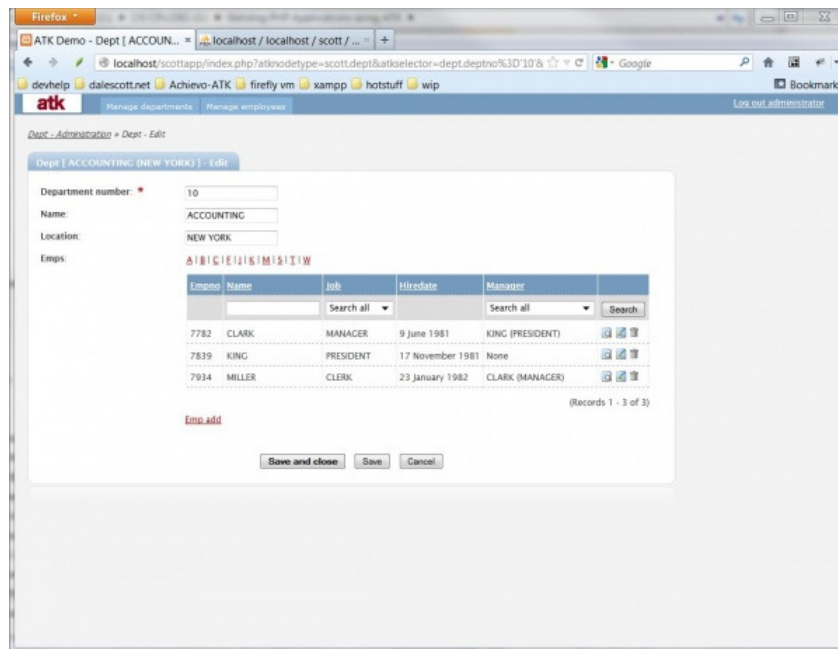 Firefox
ATK Demo - Dept [ ACCOUN... × localhost / localhost / scott / ... × +
localhost/scottapp/index.php?atknodetype=scott.dept&atkselector=dept.deptno%3D'10'& Google
devhelp dalescott.net Achievo-ATK firefly vm xampp hotstuff wip Bookmark
atk Manage departments Manage employees Log out administrator
Dept - Administration » Dept - Edit
Dept [ ACCOUNTING (NEW YORK) ] - Edit
Department number: * 10
Name: ACCOUNTING
Location: NEW YORK
Emps: A | B | C | F | J | K | M | S | T | W
Empno Name Job Hiredate Manager
Search all Search all Search
7782 CLARK MANAGER 9 June 1981 KING (PRESIDENT)
7839 KING PRESIDENT 17 November 1981 None
7934 MILLER CLERK 23 January 1982 CLARK (MANAGER)
(Records 1 - 3 of 3)
Emp add
Save and close Save Cancel